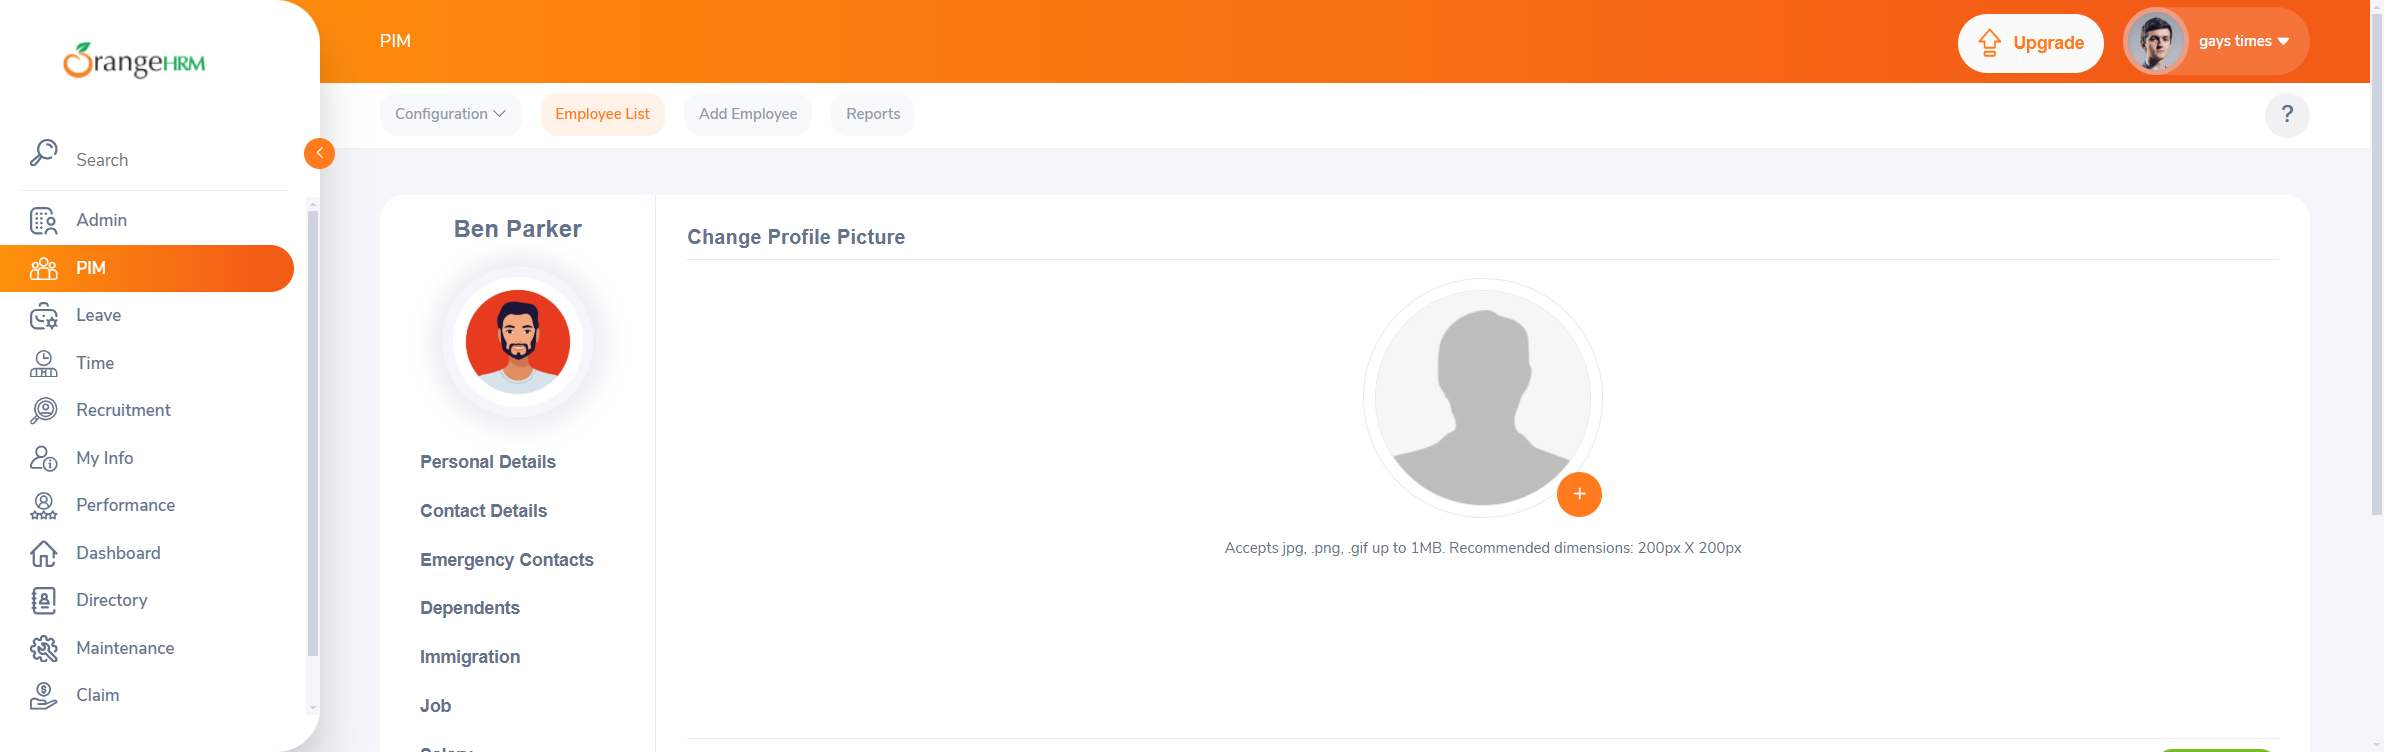 OrangeHRM
PIM
Upgrade
gays times
Search
Configuration
Employee List
Add Employee
Reports
?
Admin
PIM
Leave
Time
Recruitment
My Info
Performance
Dashboard
Directory
Maintenance
Claim
Ben Parker
Personal Details
Contact Details
Emergency Contacts
Dependents
Immigration
Job
Change Profile Picture
+
Accepts jpg, .png, .gif up to 1MB. Recommended dimensions: 200px X 200px